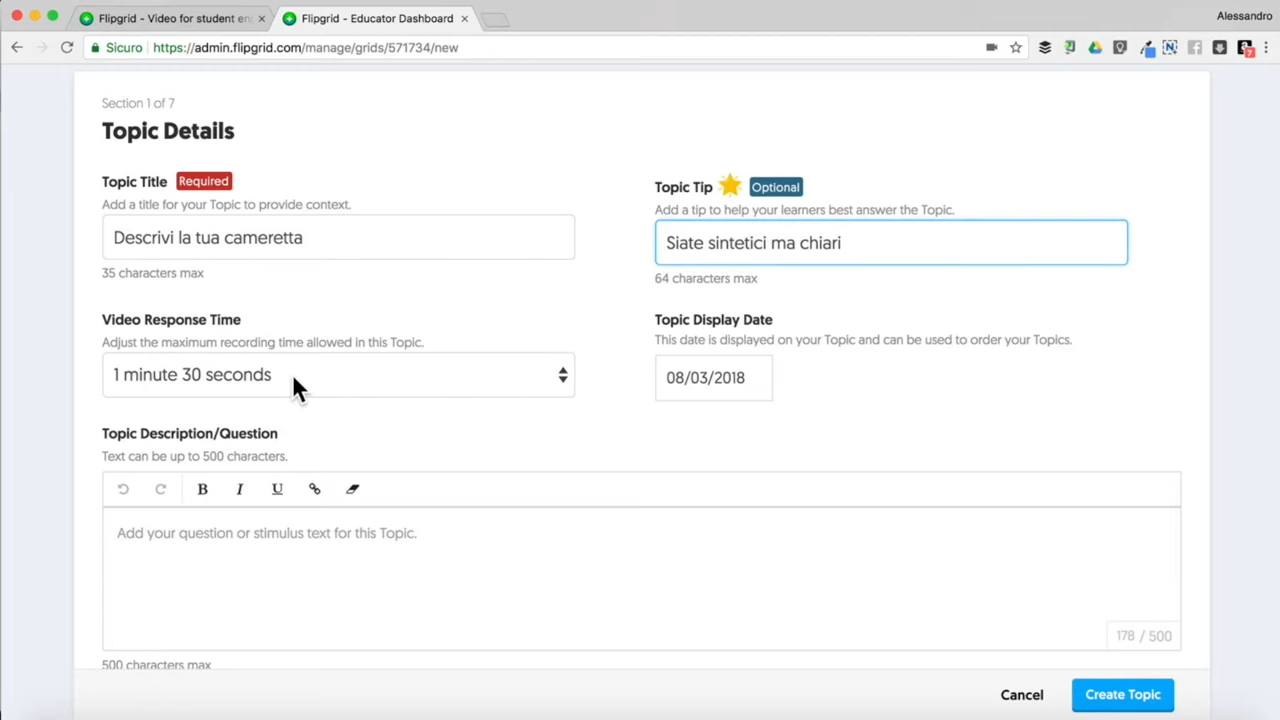 Flipgrid - Video for student en
Flipgrid - Educator Dashboard
Alessandro
Sicuro
https://admin.flipgrid.com/manage/grids/571734/new
7
Section 1 of 7
Topic Details
Topic Title Required
Add a title for your Topic to provide context.
Descrivi la tua cameretta
35 characters max
Topic Tip Optional
Add a tip to help your learners best answer the Topic.
Siate sintetici ma chiari
64 characters max
Video Response Time
Adjust the maximum recording time allowed in this Topic.
1 minute 30 seconds
Topic Display Date
This date is displayed on your Topic and can be used to order your Topics.
08/03/2018
Topic Description/Question
Text can be up to 500 characters.
B I U
Add your question or stimulus text for this Topic.
178 / 500
500 characters max
Cancel
Create Topic